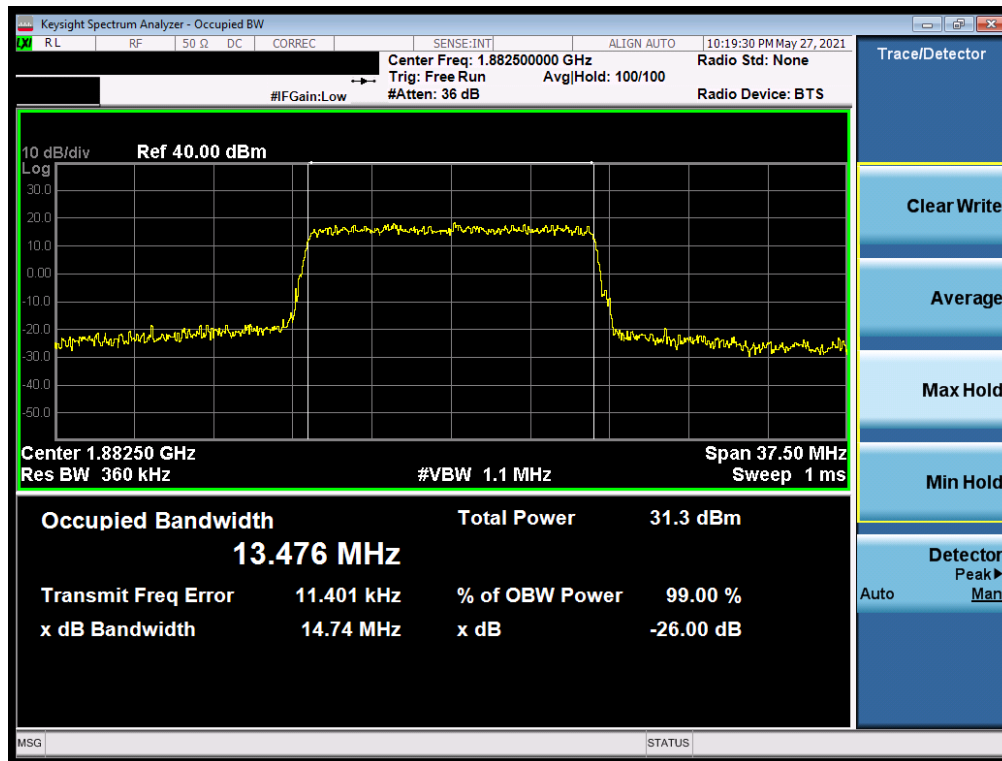 Keysight Spectrum Analyzer - Occupied BW
LXI RL RF 50 Ω DC CORREC SENSE:INT ALIGN AUTO 10:19:30 PM May 27, 2021
Center Freq: 1.882500000 GHz Radio Std: None
Trig: Free Run Avg|Hold: 100/100
#IFGain:Low #Atten: 36 dB Radio Device: BTS
Trace/Detector
10 dB/div Ref 40.00 dBm
Log
30.0
20.0
10.0
0.00
-10.0
-20.0
-30.0
-40.0
-50.0
Center 1.88250 GHz Span 37.50 MHz
Res BW 360 kHz #VBW 1.1 MHz Sweep 1 ms
Occupied Bandwidth Total Power 31.3 dBm
13.476 MHz
Transmit Freq Error 11.401 kHz % of OBW Power 99.00 %
x dB Bandwidth 14.74 MHz x dB -26.00 dB
Clear Write
Average
Max Hold
Min Hold
Detector
Peak▶
Auto Man
MSG STATUS